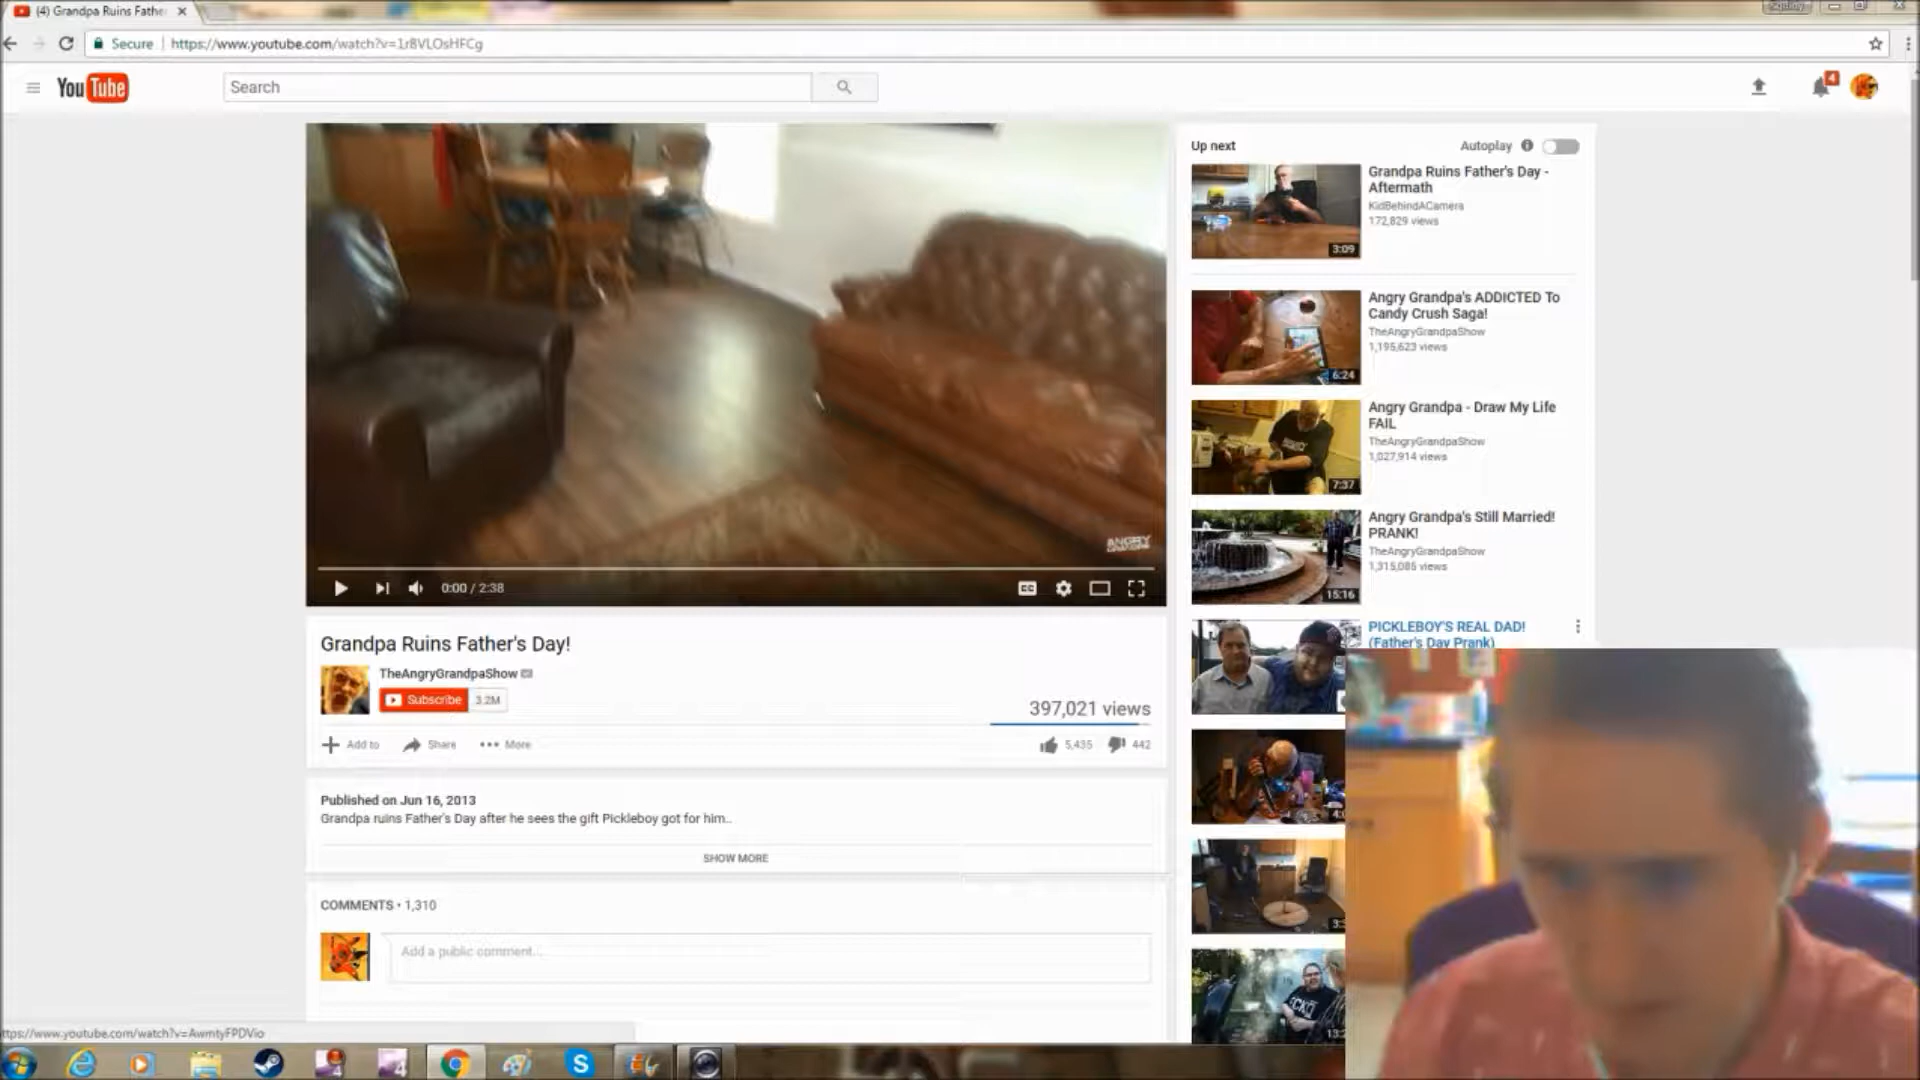 (4) Grandpa Ruins Fathe
Secure
https://www.youtube.com/watch?v=1r8VLOsHFCg
YouTube
Search
4
Up next
Autoplay
Grandpa Ruins Father's Day -
Aftermath
KidBehindACamera
172,829 views
3:09
Angry Grandpa's ADDICTED To
Candy Crush Saga!
TheAngryGrandpaShow
1,195,623 views
6:24
Angry Grandpa - Draw My Life
FAIL
TheAngryGrandpaShow
1,027,914 views
7:37
Angry Grandpa's Still Married!
PRANK!
TheAngryGrandpaShow
1,315,085 views
15:16
PICKLEBOY'S REAL DAD!
(Father's Day Prank)
ANGRY
0:00 / 2:38
CC
Grandpa Ruins Father's Day!
TheAngryGrandpaShow
Subscribe 3.2M
397,021 views
Add to
Share
More
5,435
442
Published on Jun 16, 2013
Grandpa ruins Father's Day after he sees the gift Pickleboy got for him..
SHOW MORE
COMMENTS • 1,310
Add a public comment...
ttps://www.youtube.com/watch?v=AwmtyFPDVio